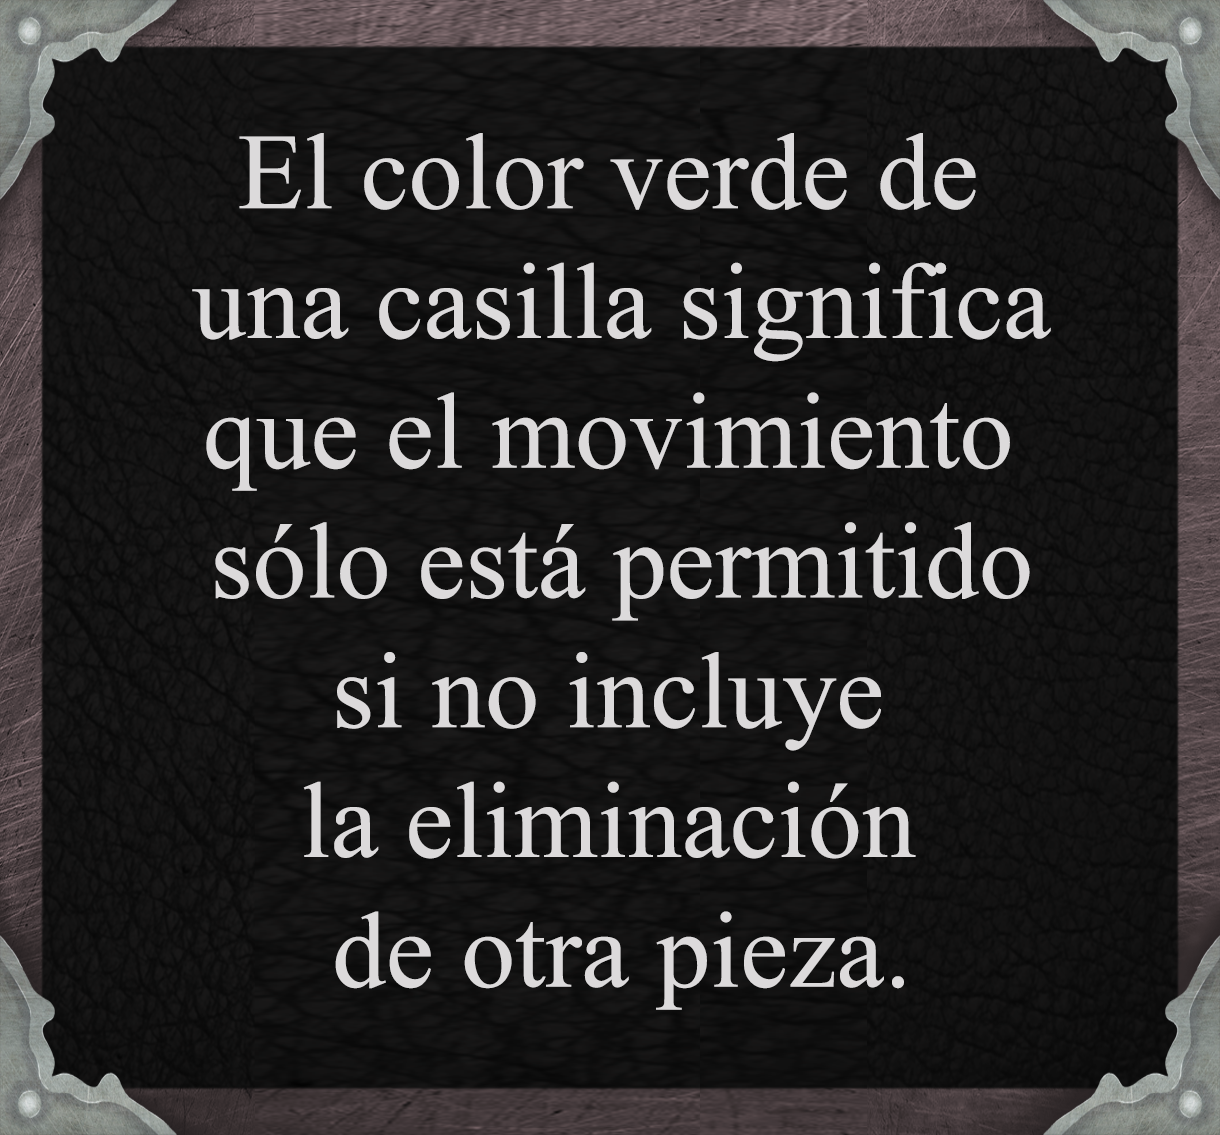 El color verde de
una casilla significa
que el movimiento
sólo está permitido
si no incluye
la eliminación
de otra pieza.